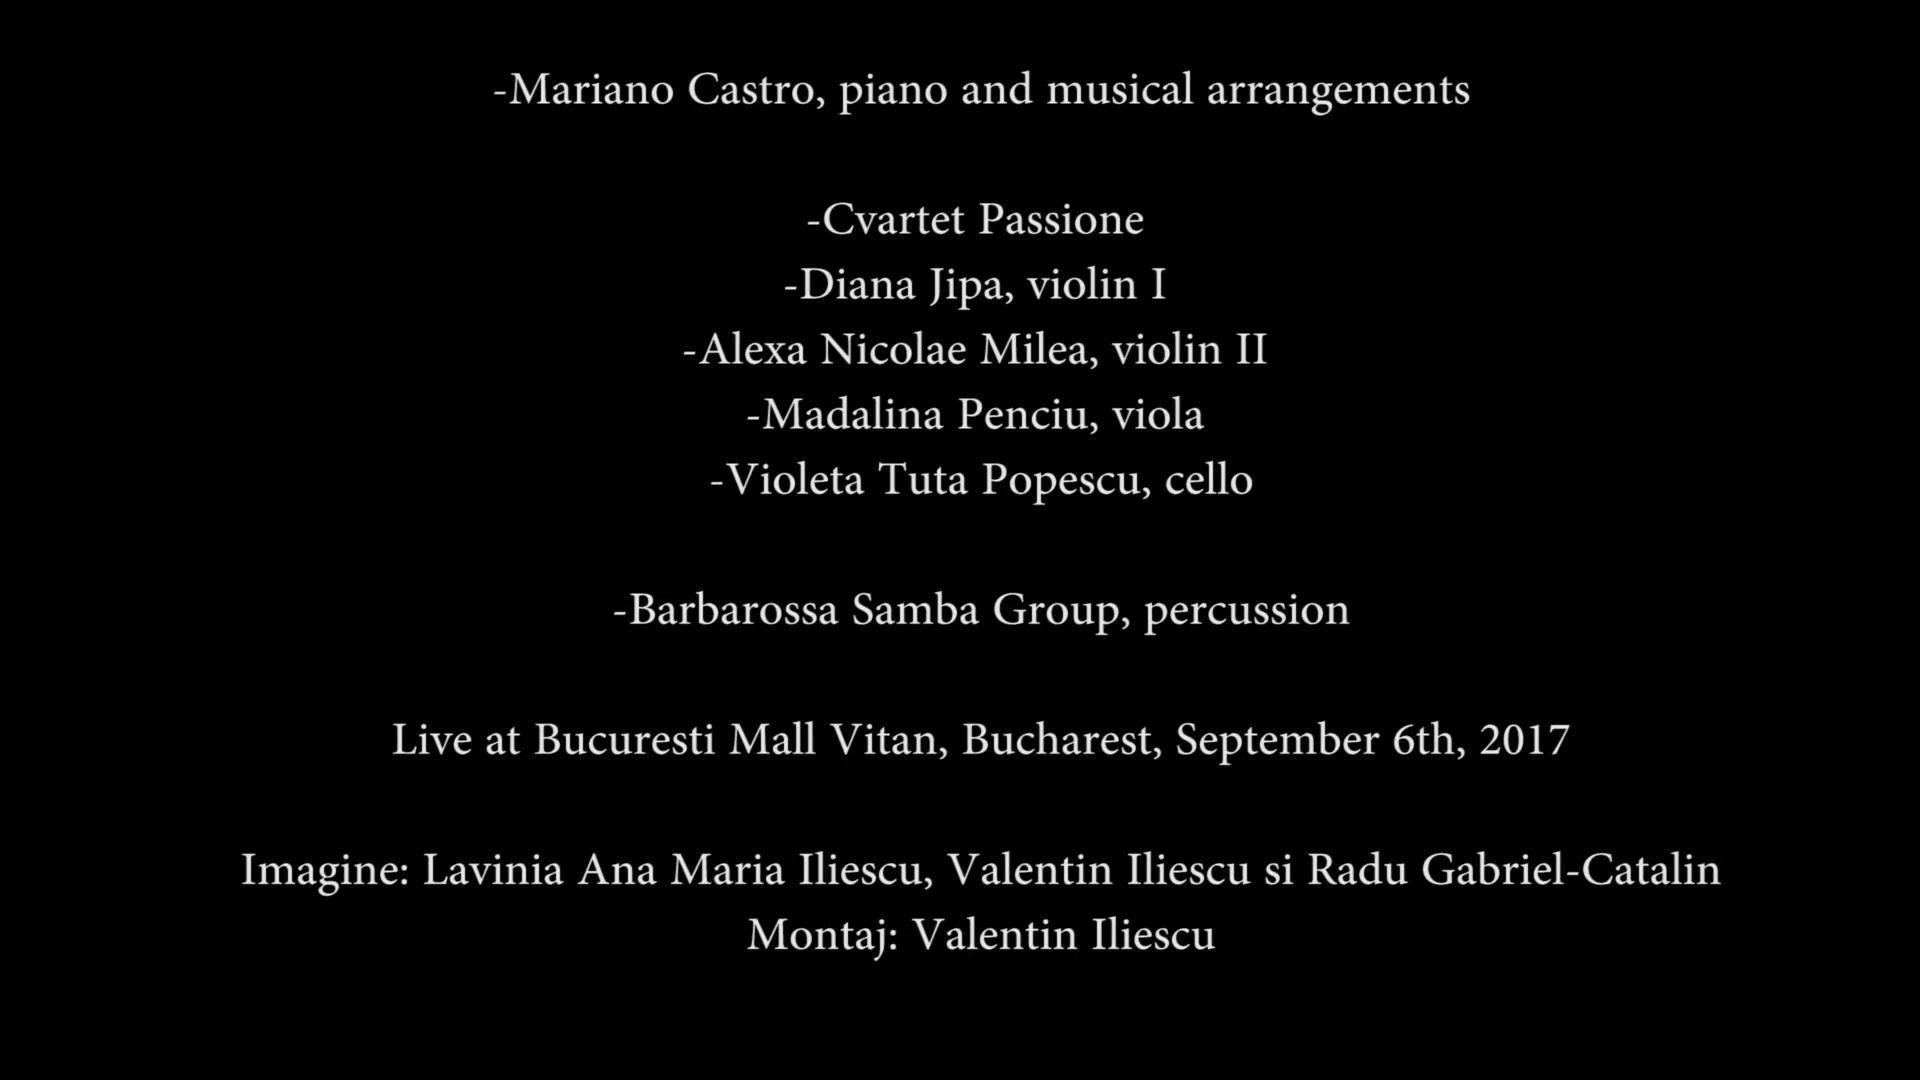 -Mariano Castro, piano and musical arrangements
-Cvartet Passione
-Diana Jipa, violin I
-Alexa Nicolae Milea, violin II
-Madalina Penciu, viola
-Violeta Tuta Popescu, cello
-Barbarossa Samba Group, percussion
Live at Bucuresti Mall Vitan, Bucharest, September 6th, 2017
Imagine: Lavinia Ana Maria Iliescu, Valentin Iliescu si Radu Gabriel-Catalin
Montaj: Valentin Iliescu